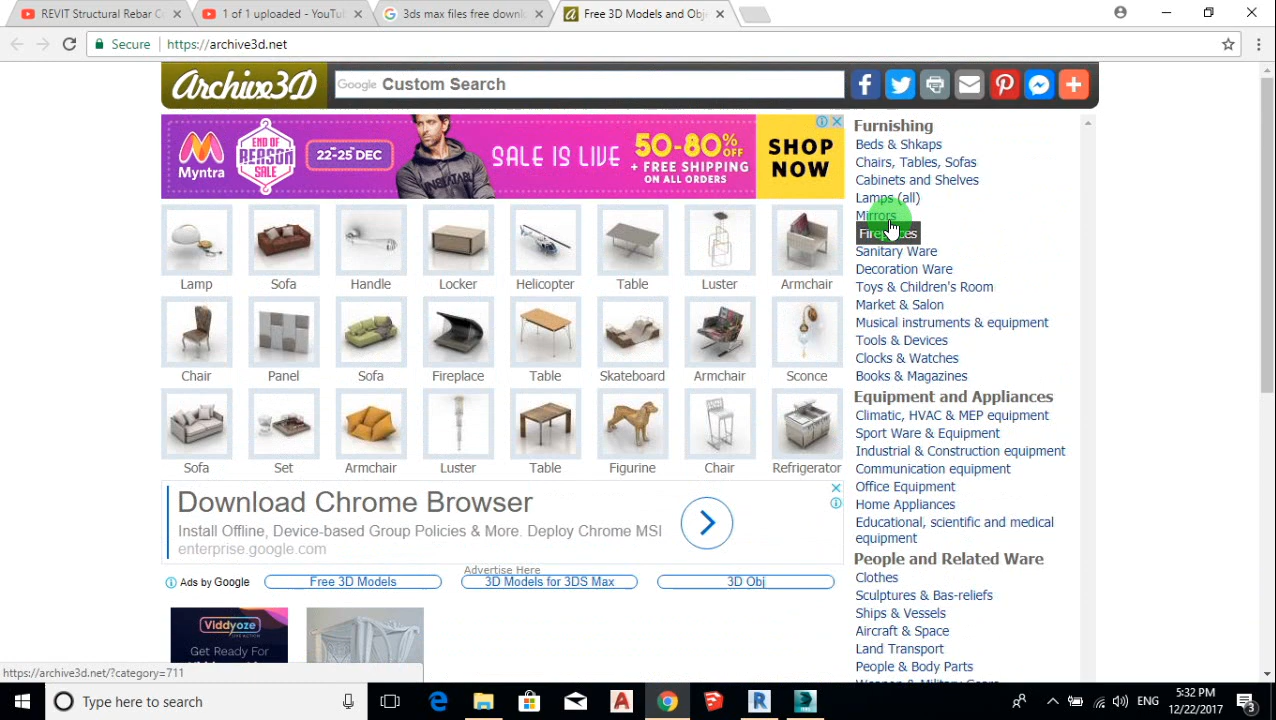 REVIT Structural Rebar C
1 of 1 uploaded - YouTu
3ds max files free downl
Free 3D Models and Obj
Secure
https://archive3d.net
Archive3D
Google Custom Search
Myntra
END OF REASON SALE
22-25 DEC
SALE IS LIVE
50-80% OFF
+ FREE SHIPPING
ON ALL ORDERS
SHOP
NOW
Lamp
Sofa
Handle
Locker
Helicopter
Table
Luster
Armchair
Chair
Panel
Sofa
Fireplace
Table
Skateboard
Armchair
Sconce
Sofa
Set
Armchair
Luster
Table
Figurine
Chair
Refrigerator
Download Chrome Browser
Install Offline, Device-based Group Policies & More. Deploy Chrome MSI
enterprise.google.com
Advertise Here
Ads by Google
Free 3D Models
3D Models for 3DS Max
3D Obj
Viddyoze
Get Ready For
Furnishing
Beds & Shkaps
Chairs, Tables, Sofas
Cabinets and Shelves
Lamps (all)
Mirrors
Fireplaces
Sanitary Ware
Decoration Ware
Toys & Children's Room
Market & Salon
Musical instruments & equipment
Tools & Devices
Clocks & Watches
Books & Magazines
Equipment and Appliances
Climatic, HVAC & MEP equipment
Sport Ware & Equipment
Industrial & Construction equipment
Communication equipment
Office Equipment
Home Appliances
Educational, scientific and medical
equipment
People and Related Ware
Clothes
Sculptures & Bas-reliefs
Ships & Vessels
Aircraft & Space
Land Transport
People & Body Parts
https://archive3d.net/?category=711
Type here to search
ENG
5:32 PM
12/22/2017
3